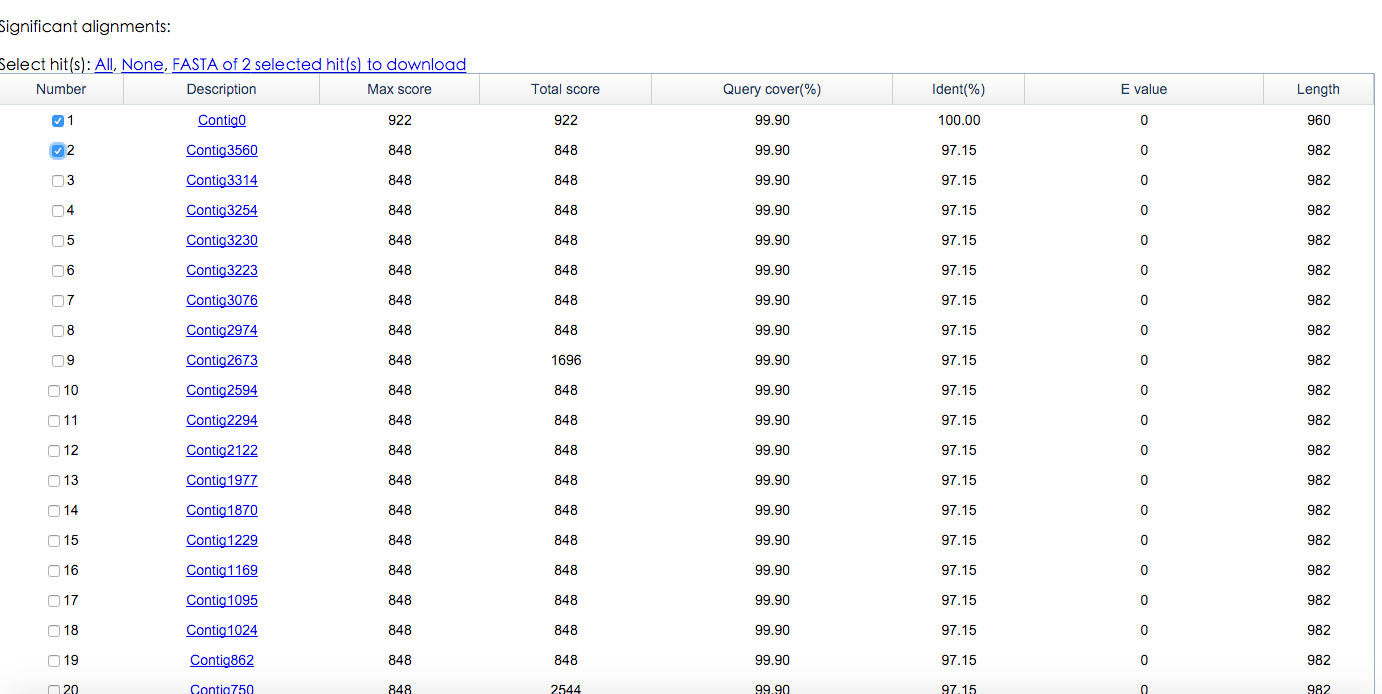 Significant alignments:
Select hit(s): All, None, FASTA of 2 selected hit(s) to download
Number Description Max score Total score Query cover(%) Ident(%) E value Length
1 Contig0 922 922 99.90 100.00 0 960
2 Contig3560 848 848 99.90 97.15 0 982
3 Contig3314 848 848 99.90 97.15 0 982
4 Contig3254 848 848 99.90 97.15 0 982
5 Contig3230 848 848 99.90 97.15 0 982
6 Contig3223 848 848 99.90 97.15 0 982
7 Contig3076 848 848 99.90 97.15 0 982
8 Contig2974 848 848 99.90 97.15 0 982
9 Contig2673 848 1696 99.90 97.15 0 982
10 Contig2594 848 848 99.90 97.15 0 982
11 Contig2294 848 848 99.90 97.15 0 982
12 Contig2122 848 848 99.90 97.15 0 982
13 Contig1977 848 848 99.90 97.15 0 982
14 Contig1870 848 848 99.90 97.15 0 982
15 Contig1229 848 848 99.90 97.15 0 982
16 Contig1169 848 848 99.90 97.15 0 982
17 Contig1095 848 848 99.90 97.15 0 982
18 Contig1024 848 848 99.90 97.15 0 982
19 Contig862 848 848 99.90 97.15 0 982
20 Contig750 848 2544 99.90 97.15 0 982